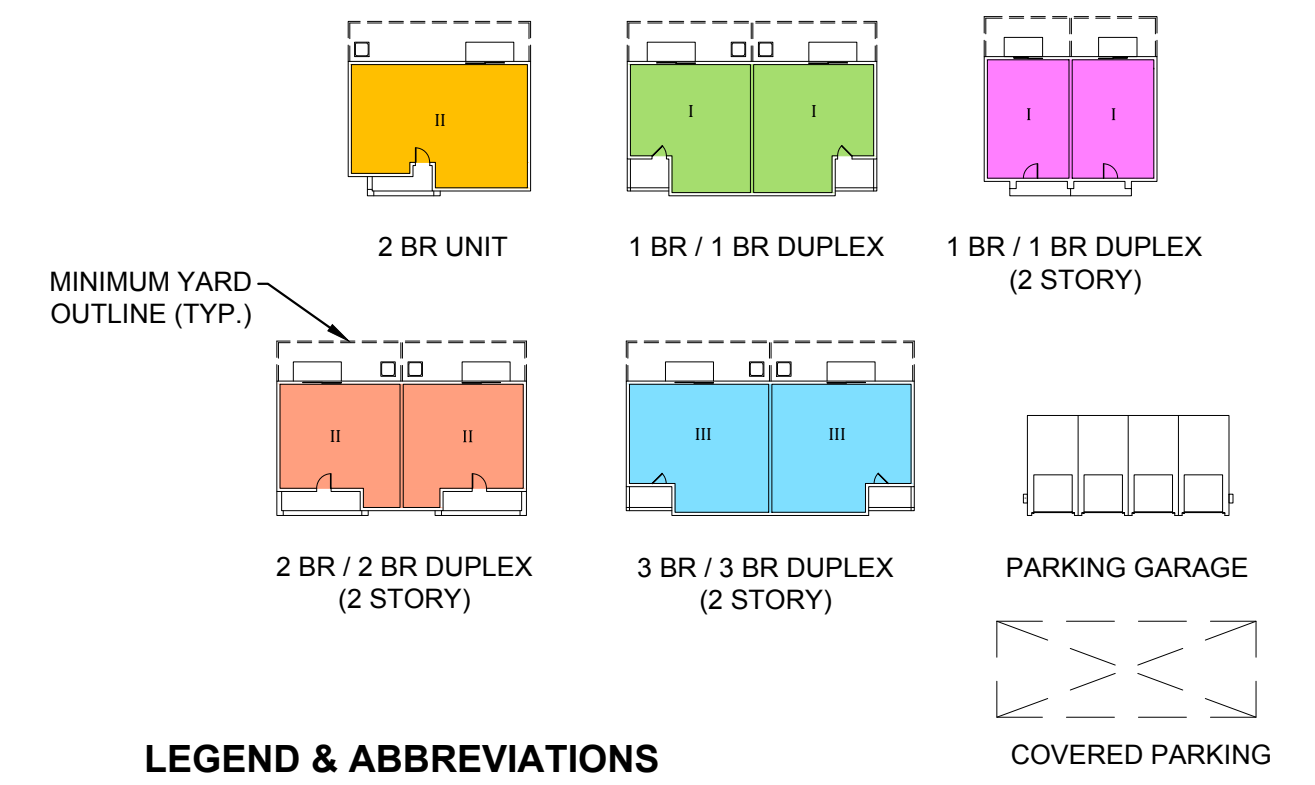 II
I
I
I
I
2 BR UNIT
1 BR / 1 BR DUPLEX
1 BR / 1 BR DUPLEX
(2 STORY)
MINIMUM YARD
OUTLINE (TYP.)
II
II
III
III
2 BR / 2 BR DUPLEX
(2 STORY)
3 BR / 3 BR DUPLEX
(2 STORY)
PARKING GARAGE
COVERED PARKING
LEGEND & ABBREVIATIONS